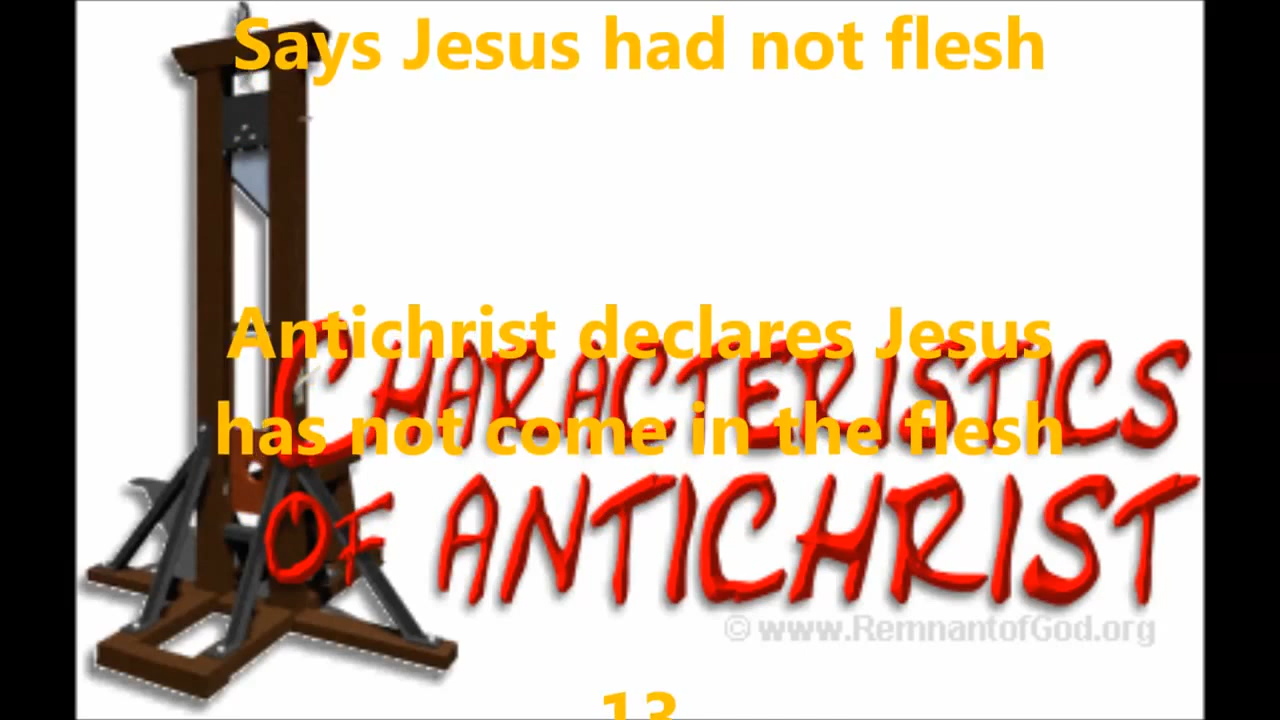 Says Jesus had not flesh
Antichrist declares Jesus
has not come in the flesh
CHARACTERISTICS
OF ANTICHRIST
© www.RemnantofGod.org
13